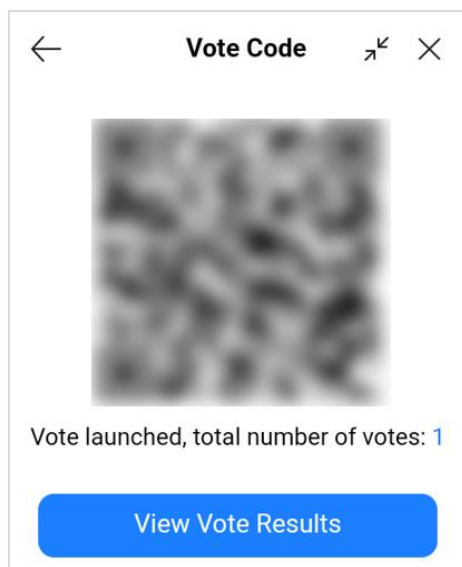 Vote Code
Vote launched, total number of votes: 1
View Vote Results